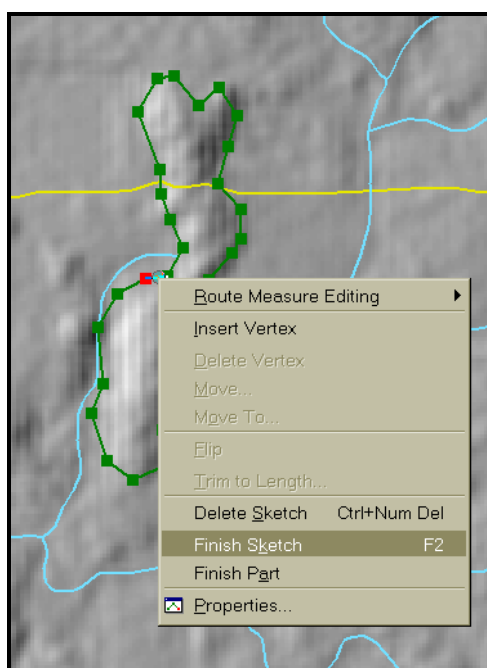 Route Measure Editing
Insert Vertex
Delete Vertex
Move...
Move To...
Flip
Trim to Length...
Delete Sketch Ctrl+Num Del
Finish Sketch F2
Finish Part
Properties...